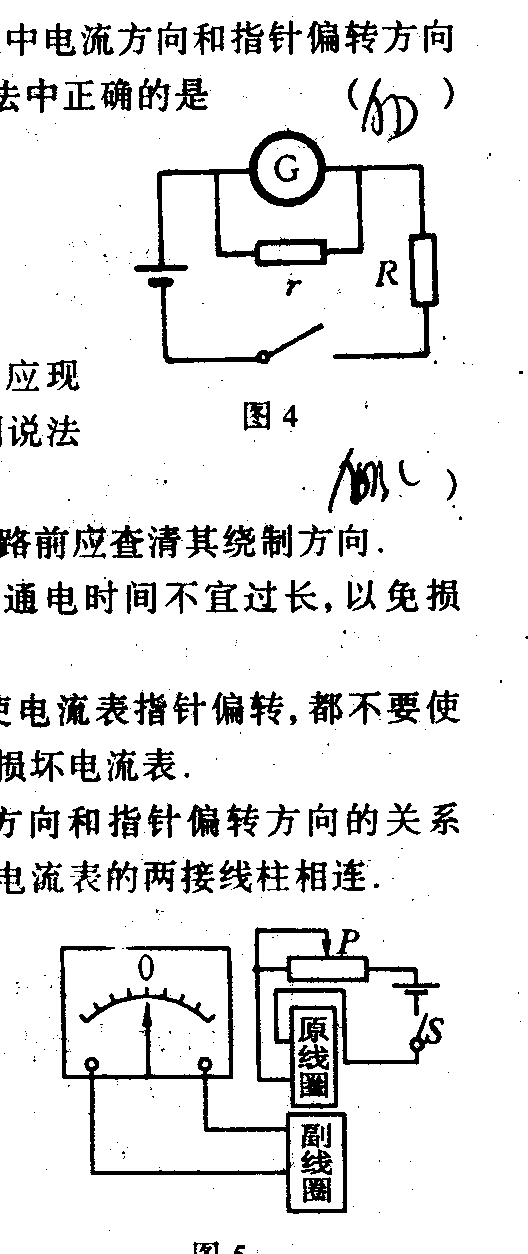 中电流方向和指针偏转方向
法中正确的是 ( )
G
r
R
图 4
应现
说法
)
路前应查清其绕制方向.
通电时间不宜过长,以免损
使电流表指针偏转,都不要使
损坏电流表.
方向和指针偏转方向的关系
电流表的两接线柱相连.
0
P
S
原线圈
副线圈
图 5